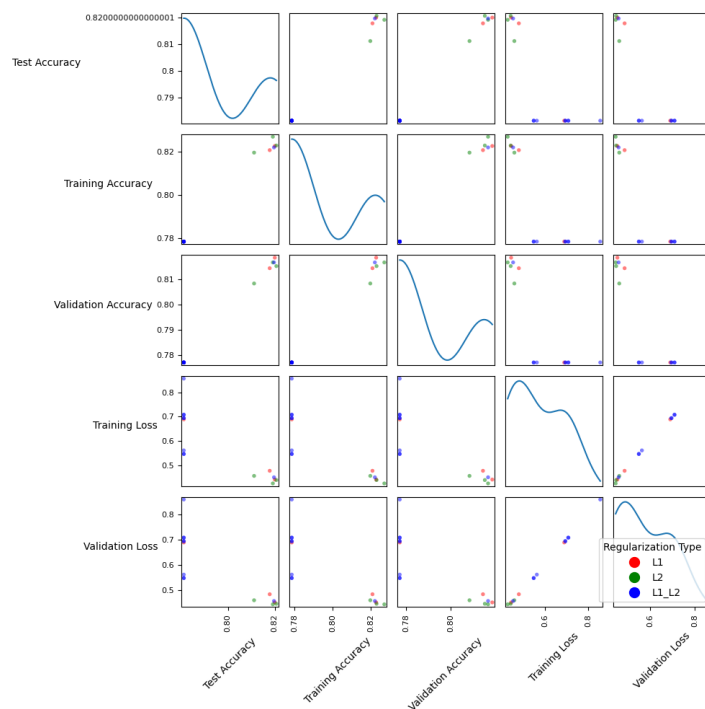 0.8200000000000001
0.81
Test Accuracy
0.8
0.79
0.82
Training Accuracy
0.80
0.78
0.81
Validation Accuracy
0.80
0.79
0.78
0.8
0.7
Training Loss
0.6
0.5
0.8
0.7
Validation Loss
0.6
0.5
Regularization Type
L1
L2
L1_L2
0.80
0.82
0.78
0.80
0.82
0.78
0.80
0.6
0.8
0.6
0.8
Test Accuracy
Training Accuracy
Validation Accuracy
Training Loss
Validation Loss